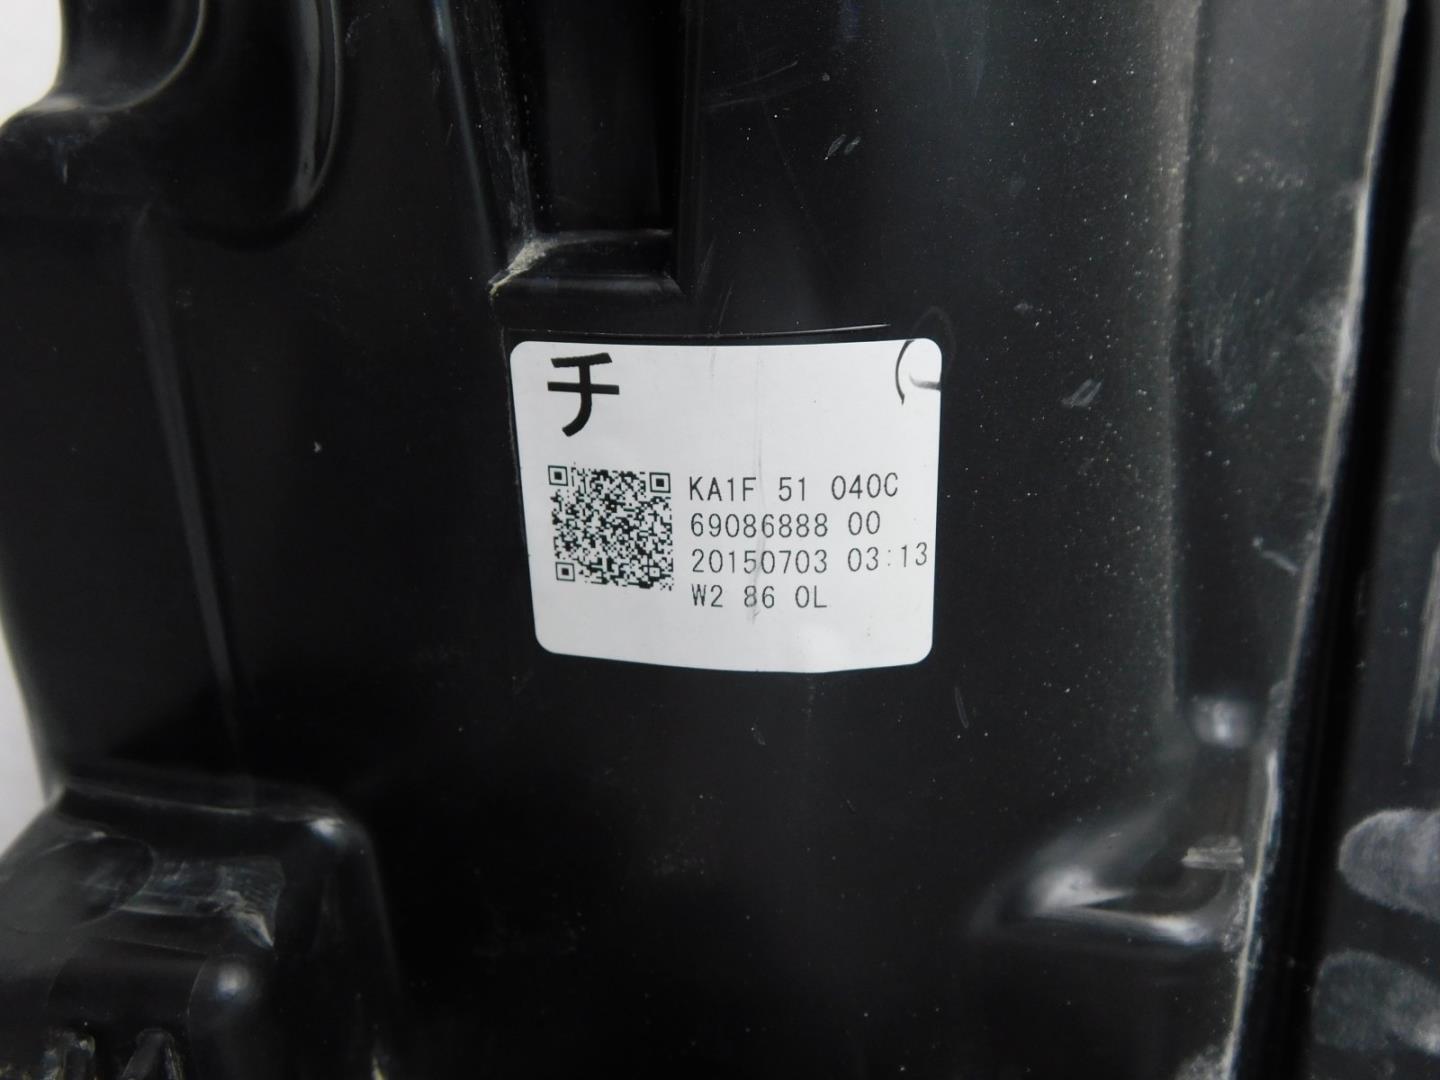 チ
KA1F 51 040C
69086888 00
20150703 03:13
W2 86 0L